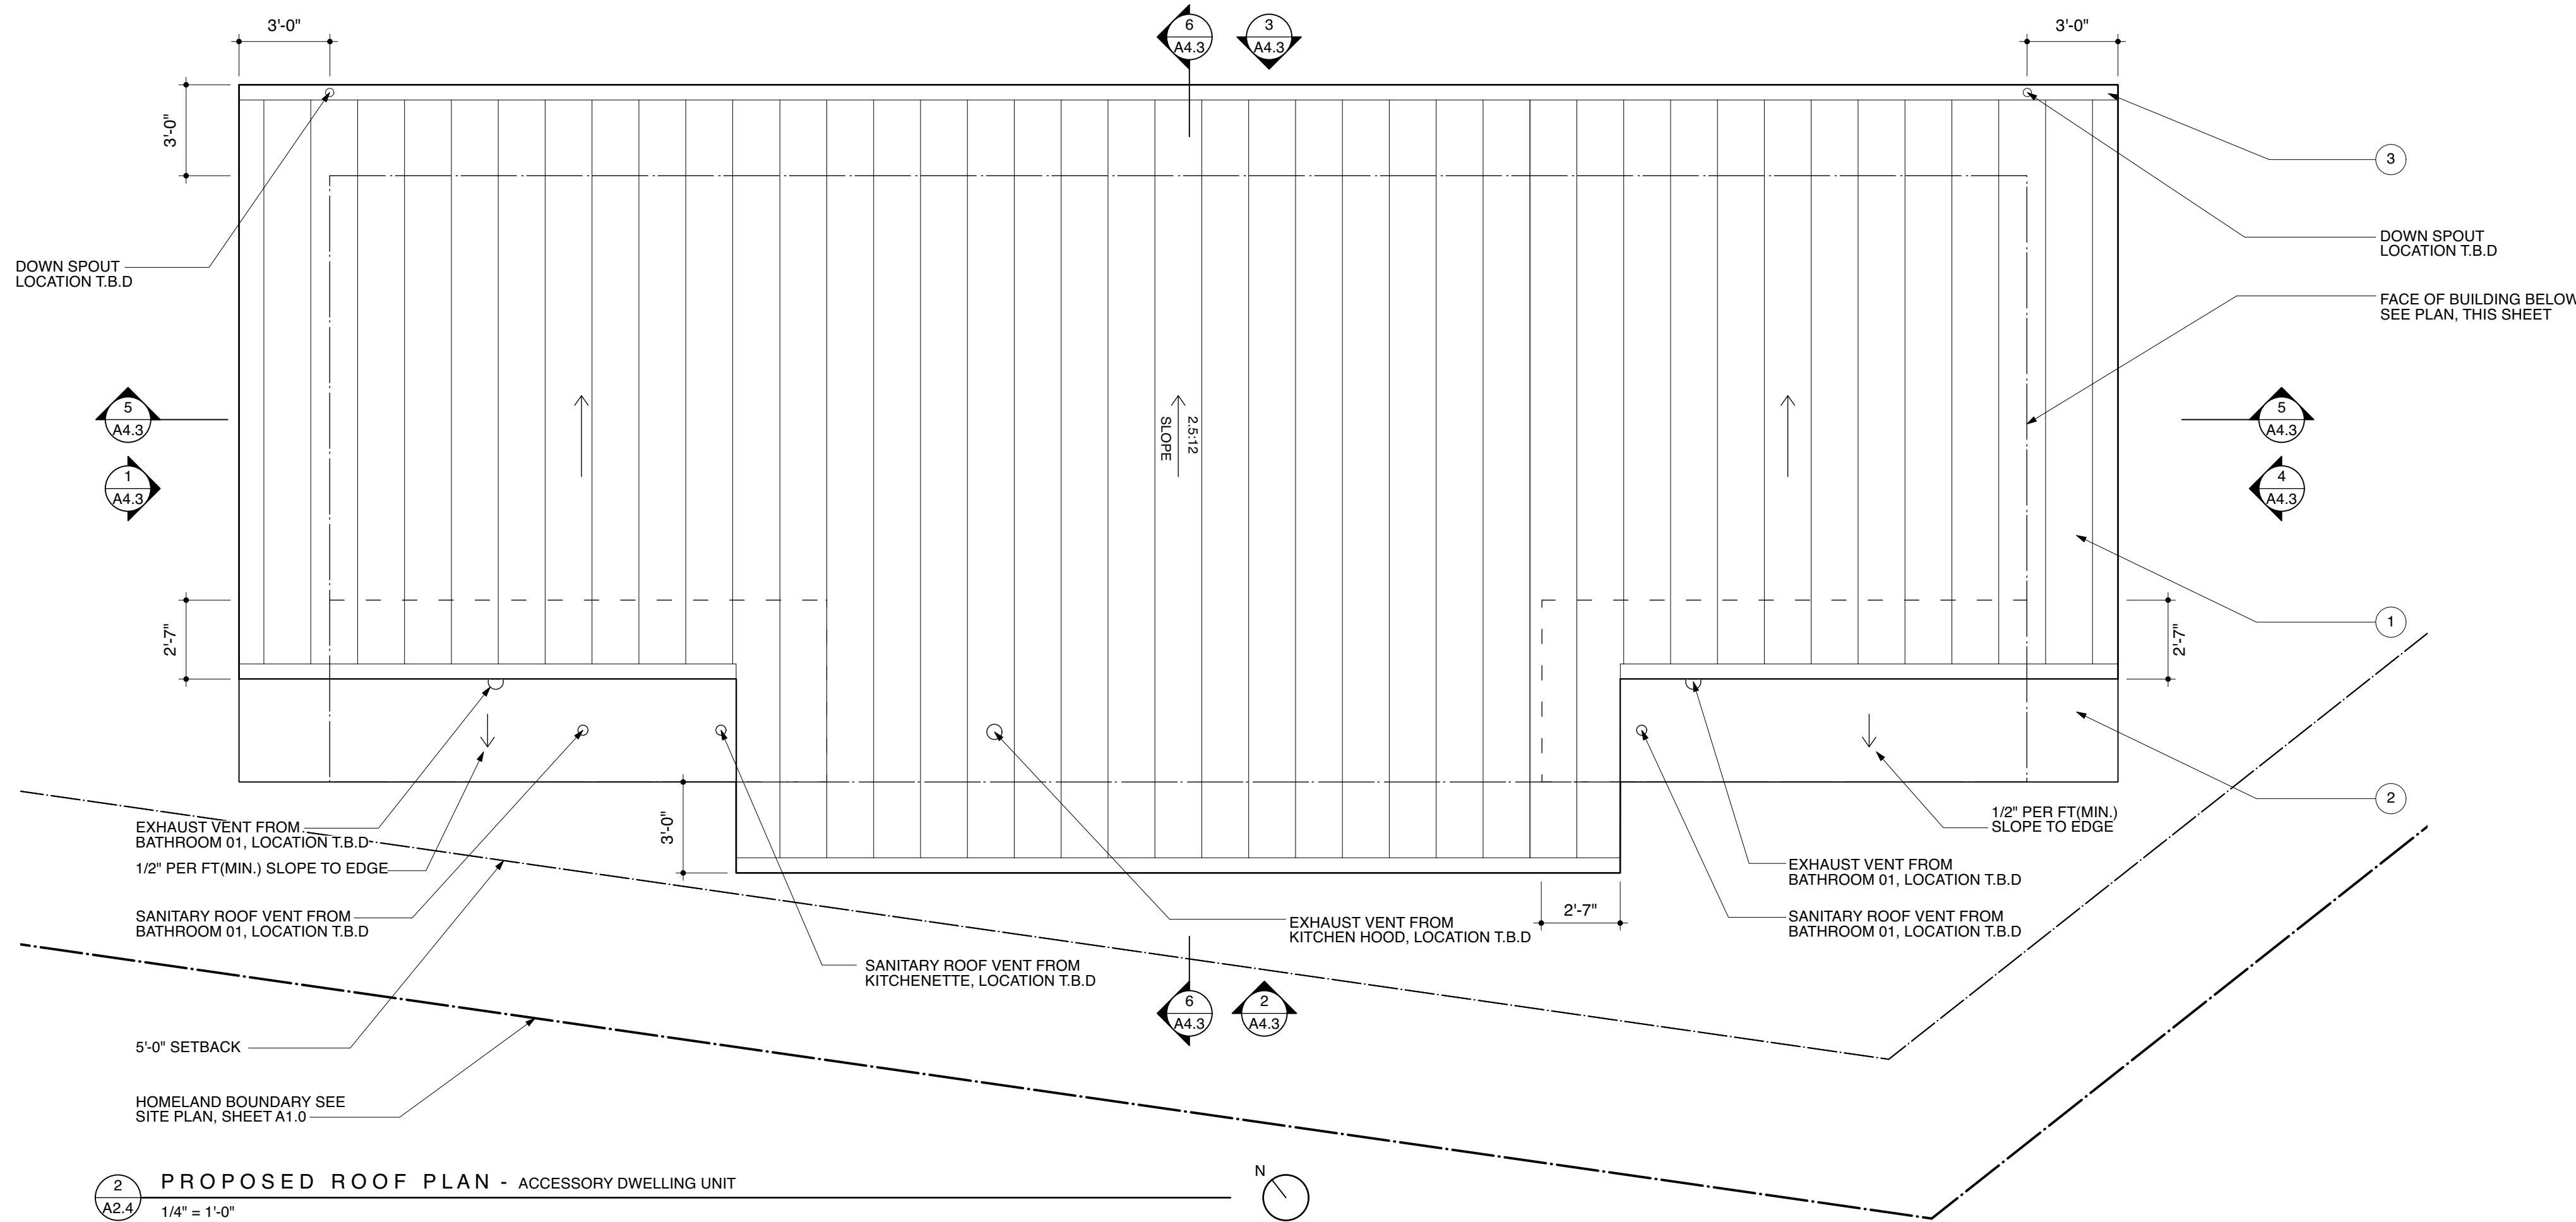 3'-0"
6
A4.3
3
A4.3
3'-0"
3'-0"
3
DOWN SPOUT
LOCATION T.B.D
DOWN SPOUT
LOCATION T.B.D
FACE OF BUILDING BELOW
SEE PLAN, THIS SHEET
5
A4.3
2.5:12
SLOPE
5
A4.3
1
A4.3
4
A4.3
2'-7"
2'-7"
1
2
EXHAUST VENT FROM
BATHROOM 01, LOCATION T.B.D
1/2" PER FT(MIN.) SLOPE TO EDGE
3'-0"
1/2" PER FT(MIN.)
SLOPE TO EDGE
EXHAUST VENT FROM
BATHROOM 01, LOCATION T.B.D
SANITARY ROOF VENT FROM
BATHROOM 01, LOCATION T.B.D
2'-7"
EXHAUST VENT FROM
KITCHEN HOOD, LOCATION T.B.D
SANITARY ROOF VENT FROM
BATHROOM 01, LOCATION T.B.D
SANITARY ROOF VENT FROM
KITCHENETTE, LOCATION T.B.D
6
A4.3
2
A4.3
5'-0" SETBACK
HOMELAND BOUNDARY SEE
SITE PLAN, SHEET A1.0
2
A2.4
PROPOSED ROOF PLAN - ACCESSORY DWELLING UNIT
1/4" = 1'-0"
N